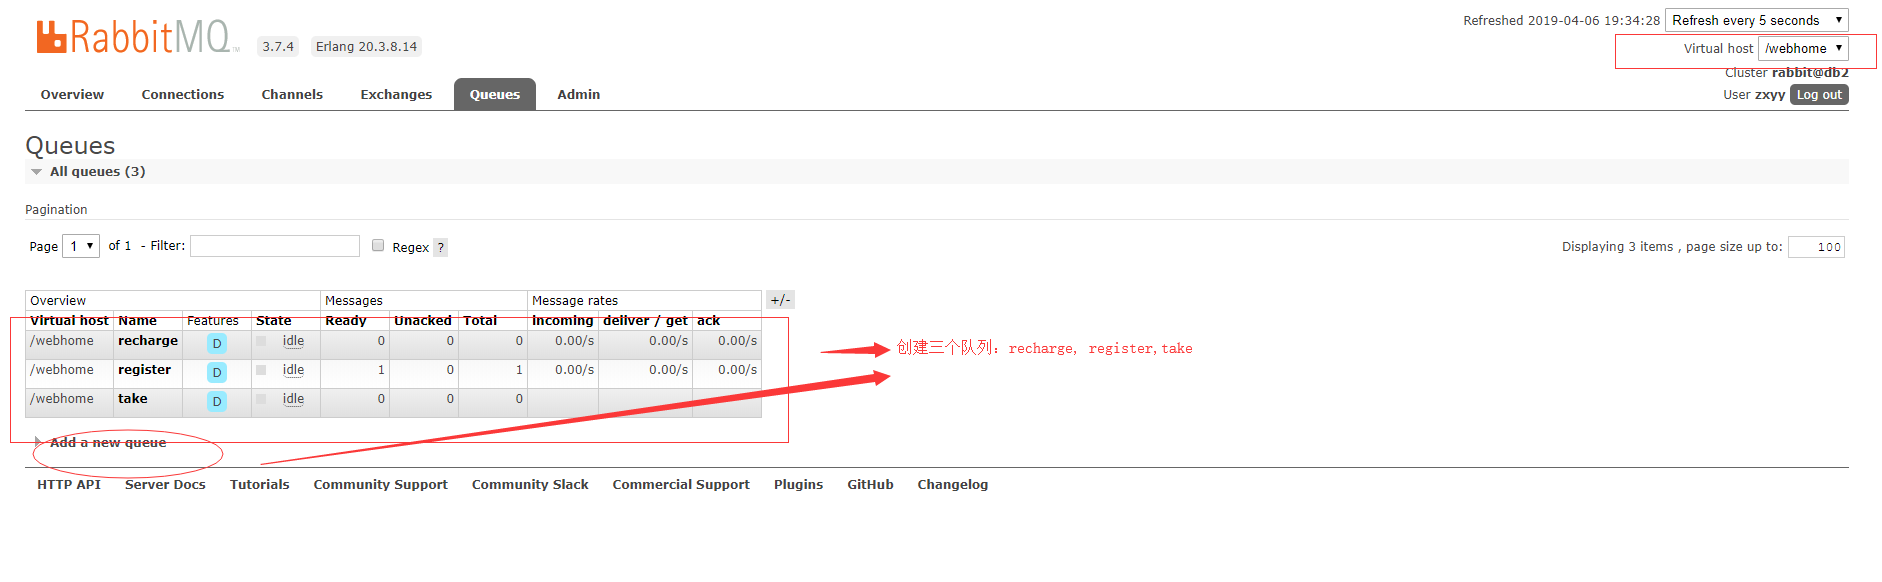 RabbitMQ TM 3.7.4 Erlang 20.3.8.14
Refreshed 2019-04-06 19:34:28 Refresh every 5 seconds
Virtual host /webhome
Cluster rabbit@db2
User zxyy Log out
Overview Connections Channels Exchanges Queues Admin
Queues
All queues (3)
Pagination
Page 1 of 1 - Filter: Regex ? Displaying 3 items , page size up to: 100
Overview Messages Message rates +/-
Virtual host Name Features State Ready Unacked Total incoming deliver / get ack
/webhome recharge D idle 0 0 0 0.00/s 0.00/s 0.00/s
/webhome register D idle 1 0 1 0.00/s 0.00/s 0.00/s
/webhome take D idle 0 0 0
创建三个队列：recharge, register,take
Add a new queue
HTTP API Server Docs Tutorials Community Support Community Slack Commercial Support Plugins GitHub Changelog